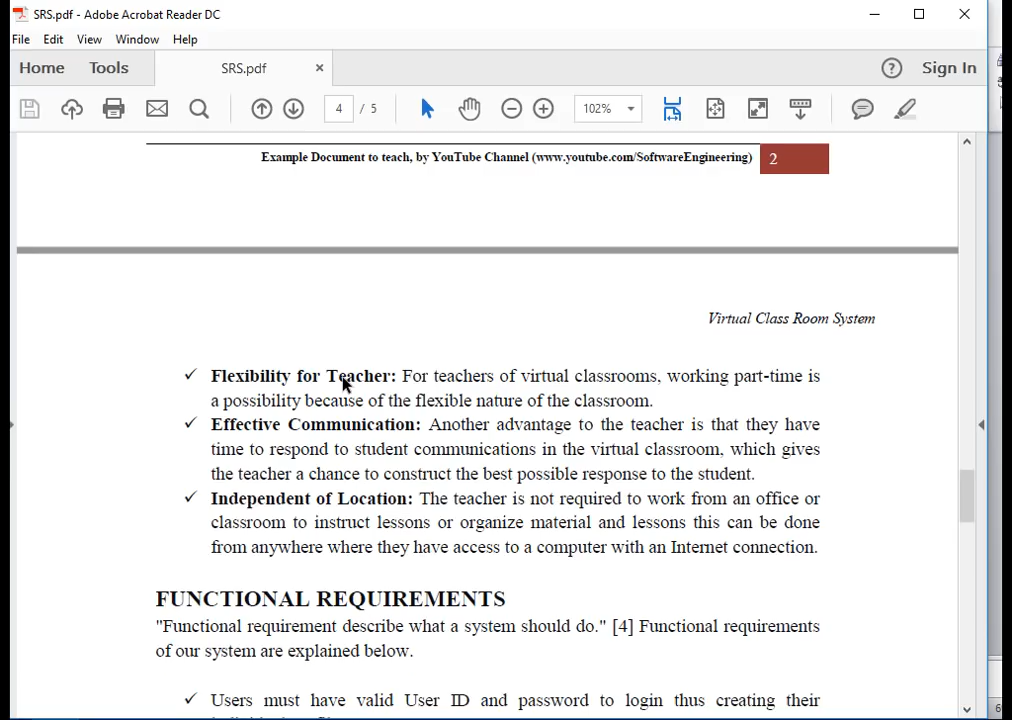 SRS.pdf - Adobe Acrobat Reader DC
File Edit View Window Help
Home Tools SRS.pdf × ? Sign In
4 / 5 102%
Example Document to teach, by YouTube Channel (www.youtube.com/SoftwareEngineering) 2
Virtual Class Room System
✓ Flexibility for Teacher: For teachers of virtual classrooms, working part-time is
a possibility because of the flexible nature of the classroom.
✓ Effective Communication: Another advantage to the teacher is that they have
time to respond to student communications in the virtual classroom, which gives
the teacher a chance to construct the best possible response to the student.
✓ Independent of Location: The teacher is not required to work from an office or
classroom to instruct lessons or organize material and lessons this can be done
from anywhere where they have access to a computer with an Internet connection.
FUNCTIONAL REQUIREMENTS
"Functional requirement describe what a system should do." [4] Functional requirements
of our system are explained below.
✓ Users must have valid User ID and password to login thus creating their